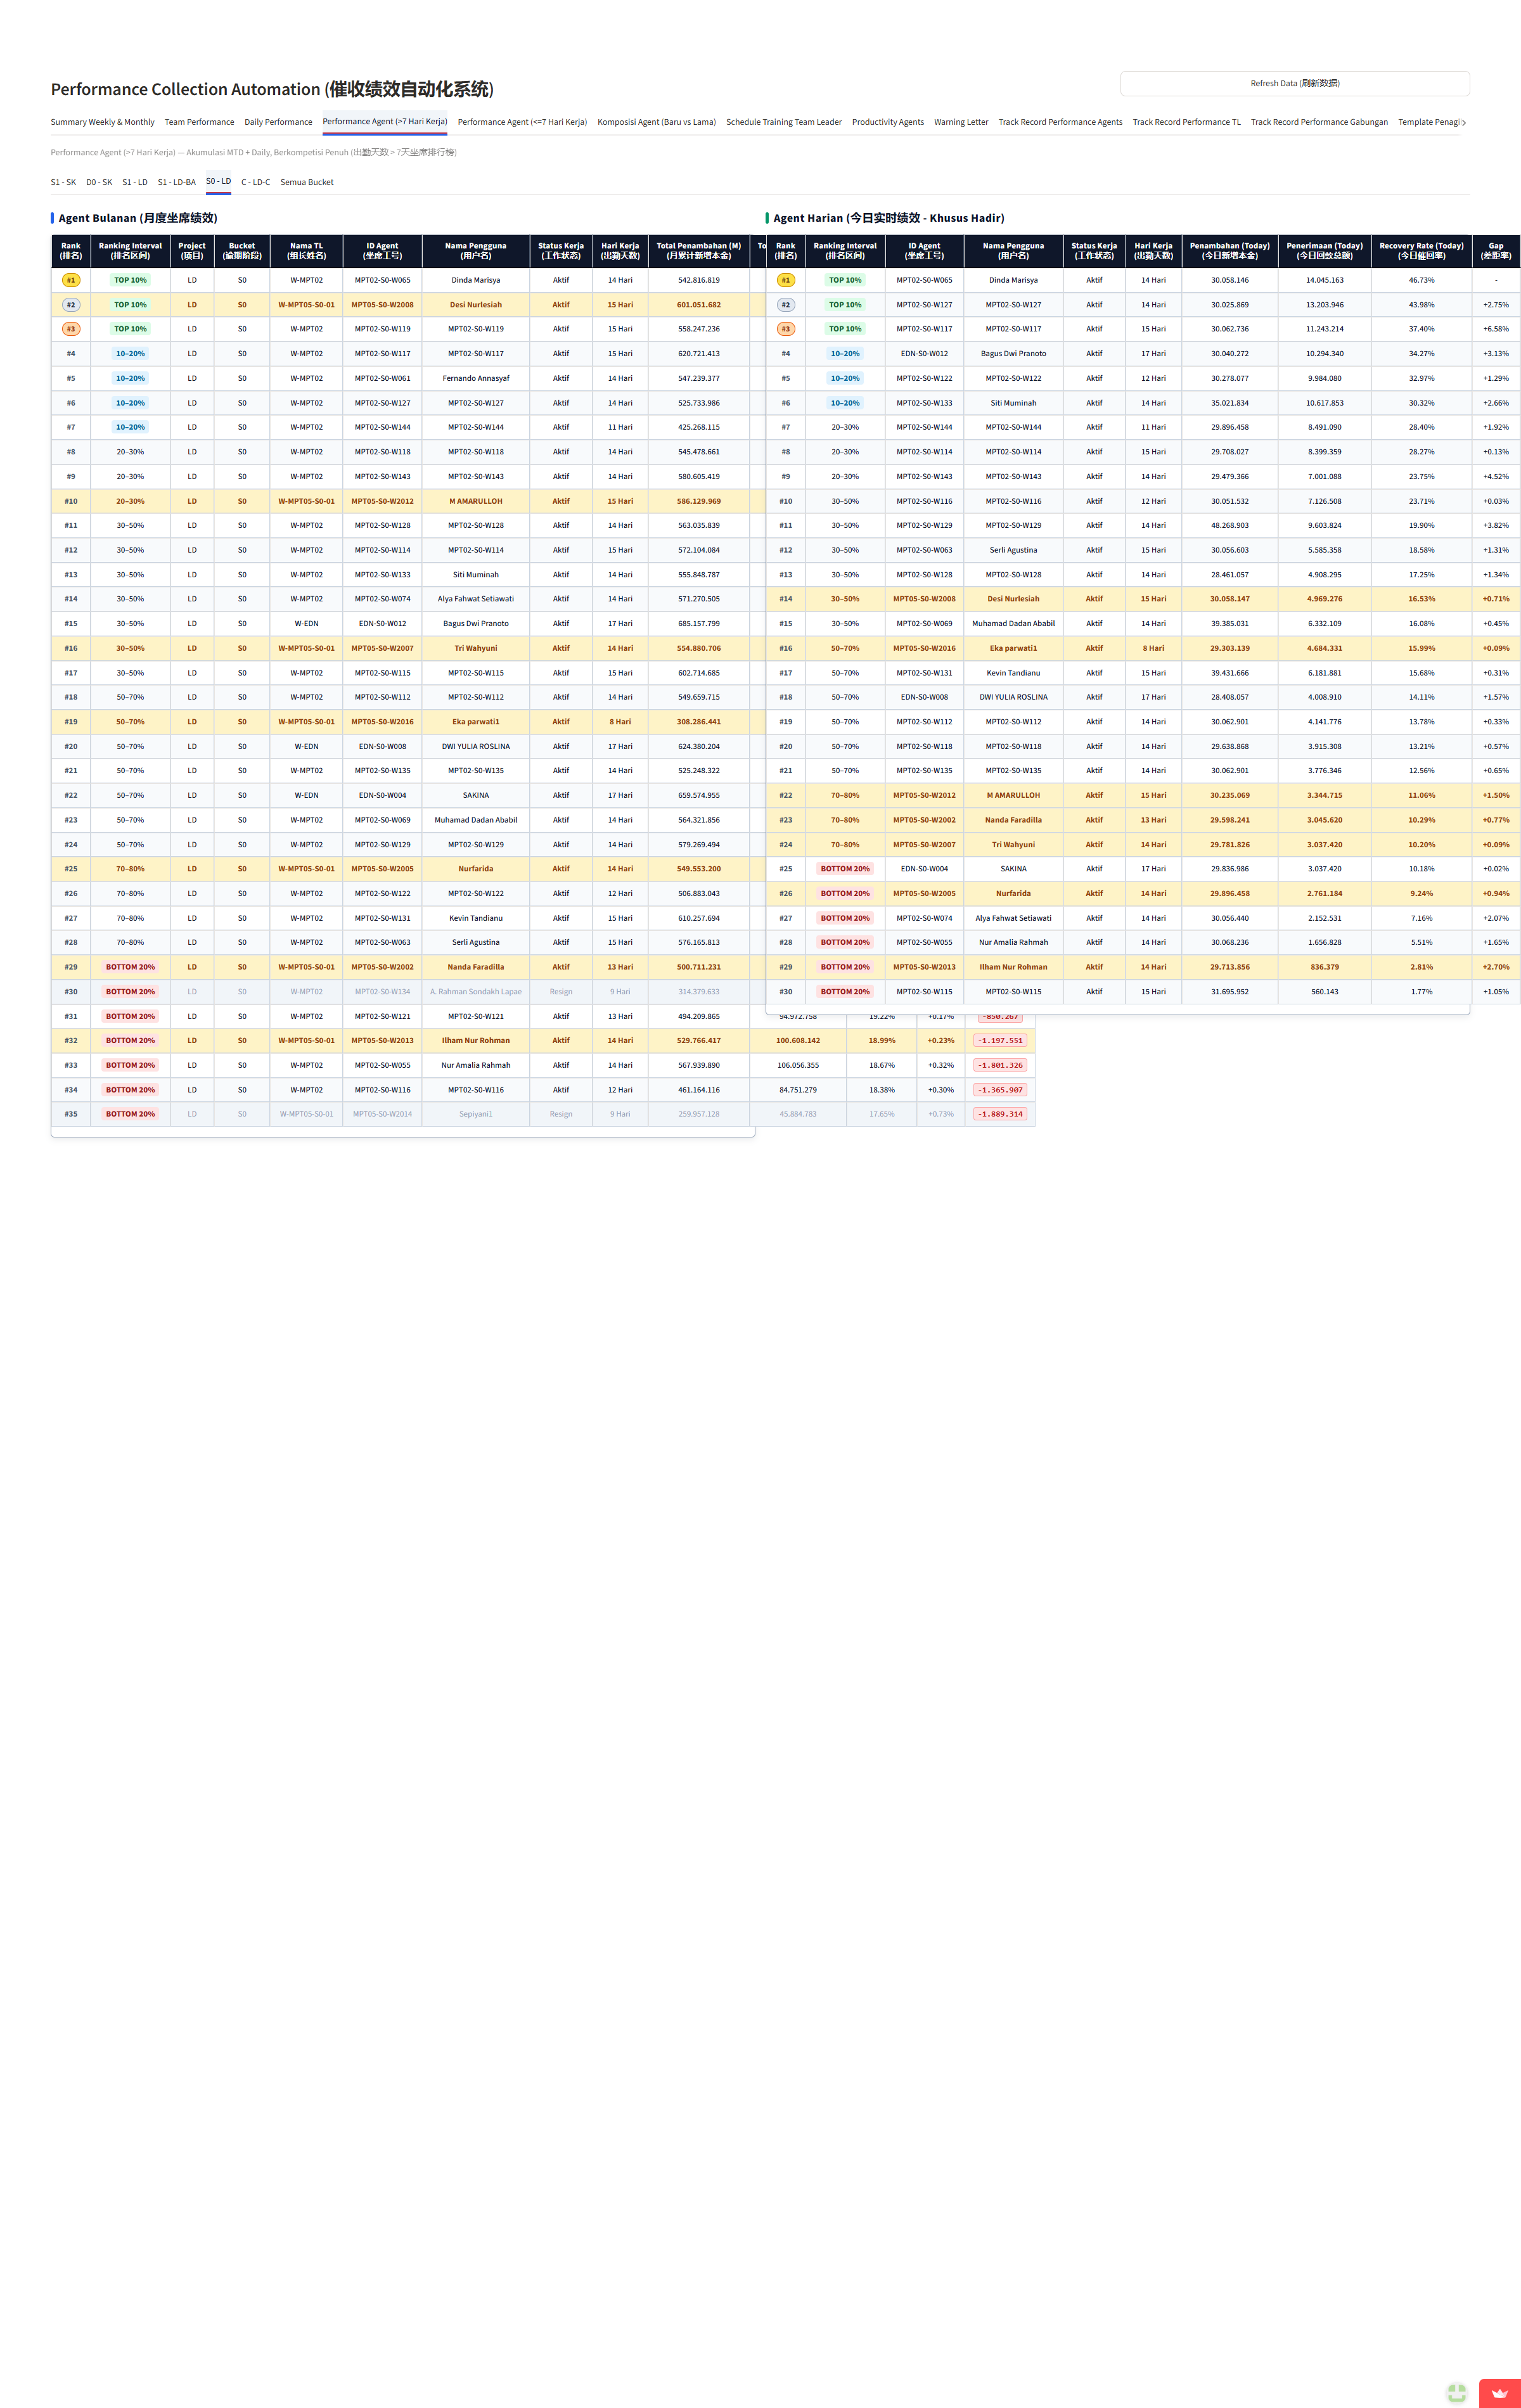 Performance Collection Automation (催收绩效自动化系统)
Refresh Data (刷新数据)
Summary Weekly & Monthly Team Performance Daily Performance Performance Agent (>7 Hari Kerja) Performance Agent (<=7 Hari Kerja) Komposisi Agent (Baru vs Lama) Schedule Training Team Leader Productivity Agents Warning Letter Track Record Performance Agents Track Record Performance TL Track Record Performance Gabungan Template Penagi
Performance Agent (>7 Hari Kerja) — Akumulasi MTD + Daily, Berkompetisi Penuh (出勤天数 > 7天坐席排行榜)
S1 - SK D0 - SK S1 - LD S1 - LD-BA S0 - LD C - LD-C Semua Bucket
Agent Bulanan (月度坐席绩效)
Rank Ranking Interval Project Bucket Nama TL ID Agent Nama Pengguna Status Kerja Hari Kerja Total Penambahan (M) To
(排名) (排名区间) (项目) (逾期阶段) (组长姓名) (坐席工号) (用户名) (工作状态) (出勤天数) (月累计新增本金)
#1 TOP 10% LD S0 W-MPT02 MPT02-S0-W065 Dinda Marisya Aktif 14 Hari 542.816.819
#2 TOP 10% LD S0 W-MPT05-S0-01 MPT05-S0-W2008 Desi Nurlesiah Aktif 15 Hari 601.051.682
#3 TOP 10% LD S0 W-MPT02 MPT02-S0-W119 MPT02-S0-W119 Aktif 15 Hari 558.247.236
#4 10–20% LD S0 W-MPT02 MPT02-S0-W117 MPT02-S0-W117 Aktif 15 Hari 620.721.413
#5 10–20% LD S0 W-MPT02 MPT02-S0-W061 Fernando Annasyaf Aktif 15 Hari 547.239.377
#6 10–20% LD S0 W-MPT02 MPT02-S0-W127 MPT02-S0-W127 Aktif 14 Hari 525.733.986
#7 10–20% LD S0 W-MPT02 MPT02-S0-W144 MPT02-S0-W144 Aktif 11 Hari 425.268.115
#8 20–30% LD S0 W-MPT02 MPT02-S0-W118 MPT02-S0-W118 Aktif 14 Hari 545.478.661
#9 20–30% LD S0 W-MPT02 MPT02-S0-W143 MPT02-S0-W143 Aktif 14 Hari 580.605.419
#10 20–30% LD S0 W-MPT05-S0-01 MPT05-S0-W2012 M AMARULLOH Aktif 15 Hari 586.129.969
#11 30–50% LD S0 W-MPT02 MPT02-S0-W128 MPT02-S0-W128 Aktif 14 Hari 563.035.839
#12 30–50% LD S0 W-MPT02 MPT02-S0-W114 MPT02-S0-W114 Aktif 15 Hari 572.104.084
#13 30–50% LD S0 W-MPT02 MPT02-S0-W133 Siti Muminah Aktif 14 Hari 555.848.787
#14 30–50% LD S0 W-MPT02 MPT02-S0-W074 Alya Fahwat Setiawati Aktif 14 Hari 571.270.505
#15 30–50% LD S0 W-EDN EDN-S0-W012 Bagus Dwi Pranoto Aktif 17 Hari 685.157.799
#16 30–50% LD S0 W-MPT05-S0-01 MPT05-S0-W2007 Tri Wahyuni Aktif 14 Hari 554.880.706
#17 30–50% LD S0 W-MPT02 MPT02-S0-W115 MPT02-S0-W115 Aktif 15 Hari 602.714.685
#18 50–70% LD S0 W-MPT02 MPT02-S0-W112 MPT02-S0-W112 Aktif 14 Hari 549.659.715
#19 50–70% LD S0 W-MPT05-S0-01 MPT05-S0-W2016 Eka parwati1 Aktif 8 Hari 308.286.441
#20 50–70% LD S0 W-EDN EDN-S0-W008 DWI YULIA ROSLINA Aktif 17 Hari 624.380.204
#21 50–70% LD S0 W-MPT02 MPT02-S0-W135 MPT02-S0-W135 Aktif 14 Hari 525.248.322
#22 50–70% LD S0 W-EDN EDN-S0-W004 SAKINA Aktif 17 Hari 659.574.955
#23 50–70% LD S0 W-MPT02 MPT02-S0-W069 Muhamad Dadan Ababil Aktif 14 Hari 564.321.856
#24 50–70% LD S0 W-MPT02 MPT02-S0-W129 MPT02-S0-W129 Aktif 14 Hari 579.269.494
#25 70–80% LD S0 W-MPT05-S0-01 MPT05-S0-W2005 Nurfarida Aktif 14 Hari 549.553.200
#26 70–80% LD S0 W-MPT02 MPT02-S0-W122 MPT02-S0-W122 Aktif 12 Hari 506.883.043
#27 70–80% LD S0 W-MPT02 MPT02-S0-W131 Kevin Tandianu Aktif 15 Hari 610.257.694
#28 70–80% LD S0 W-MPT02 MPT02-S0-W063 Serli Agustina Aktif 15 Hari 576.165.813
#29 BOTTOM 20% LD S0 W-MPT05-S0-01 MPT05-S0-W2002 Nanda Faradilla Aktif 13 Hari 500.711.231
#30 BOTTOM 20% LD S0 W-MPT02 MPT02-S0-W134 A. Rahman Sondakh Lapae Resign 9 Hari 314.379.633
#31 BOTTOM 20% LD S0 W-MPT02 MPT02-S0-W121 MPT02-S0-W121 Aktif 13 Hari 494.209.865 94.972.758 19.22% +0.17% -850.267
#32 BOTTOM 20% LD S0 W-MPT05-S0-01 MPT05-S0-W2013 Ilham Nur Rohman Aktif 14 Hari 529.766.417 100.608.142 18.99% +0.23% -1.197.551
#33 BOTTOM 20% LD S0 W-MPT02 MPT02-S0-W055 Nur Amalia Rahmah Aktif 14 Hari 567.939.890 106.056.355 18.67% +0.32% -1.801.326
#34 BOTTOM 20% LD S0 W-MPT02 MPT02-S0-W116 MPT02-S0-W116 Aktif 12 Hari 461.164.116 84.751.279 18.38% +0.30% -1.365.907
#35 BOTTOM 20% LD S0 W-MPT05-S0-01 MPT05-S0-W2014 Sepiyani1 Resign 9 Hari 259.957.128 45.884.783 17.65% +0.73% -1.889.314
Agent Harian (今日实时绩效 - Khusus Hadir)
Rank Ranking Interval ID Agent Nama Pengguna Status Kerja Hari Kerja Penambahan (Today) Penerimaan (Today) Recovery Rate (Today) Gap
(排名) (排名区间) (坐席工号) (用户名) (工作状态) (出勤天数) (今日新增本金) (今日回款总额) (今日催回率) (差距率)
#1 TOP 10% MPT02-S0-W065 Dinda Marisya Aktif 14 Hari 30.058.146 14.045.163 46.73% -
#2 TOP 10% MPT02-S0-W127 MPT02-S0-W127 Aktif 14 Hari 30.025.869 13.203.946 43.98% +2.75%
#3 TOP 10% MPT02-S0-W117 MPT02-S0-W117 Aktif 15 Hari 30.062.736 11.243.214 37.40% +6.58%
#4 10–20% EDN-S0-W012 Bagus Dwi Pranoto Aktif 17 Hari 30.040.272 10.294.340 34.27% +3.13%
#5 10–20% MPT02-S0-W122 MPT02-S0-W122 Aktif 12 Hari 30.278.077 9.984.080 32.97% +1.29%
#6 10–20% MPT02-S0-W133 Siti Muminah Aktif 14 Hari 35.021.834 10.617.853 30.32% +2.66%
#7 20–30% MPT02-S0-W144 MPT02-S0-W144 Aktif 11 Hari 29.896.458 8.491.090 28.40% +1.92%
#8 20–30% MPT02-S0-W114 MPT02-S0-W114 Aktif 15 Hari 29.708.027 8.399.359 28.27% +0.13%
#9 20–30% MPT02-S0-W143 MPT02-S0-W143 Aktif 14 Hari 29.479.366 7.001.088 23.75% +4.52%
#10 30–50% MPT02-S0-W116 MPT02-S0-W116 Aktif 12 Hari 30.051.532 7.126.508 23.71% +0.03%
#11 30–50% MPT02-S0-W129 MPT02-S0-W129 Aktif 14 Hari 48.268.903 9.603.824 19.90% +3.82%
#12 30–50% MPT02-S0-W063 Serli Agustina Aktif 15 Hari 30.056.603 5.585.358 18.58% +1.31%
#13 30–50% MPT02-S0-W128 MPT02-S0-W128 Aktif 14 Hari 28.461.057 4.908.295 17.25% +1.34%
#14 30–50% MPT05-S0-W2008 Desi Nurlesiah Aktif 15 Hari 30.058.147 4.969.276 16.53% +0.71%
#15 30–50% MPT02-S0-W069 Muhamad Dadan Ababil Aktif 14 Hari 39.385.031 6.332.109 16.08% +0.45%
#16 50–70% MPT05-S0-W2016 Eka parwati1 Aktif 8 Hari 29.303.139 4.684.331 15.99% +0.09%
#17 50–70% MPT02-S0-W131 Kevin Tandianu Aktif 15 Hari 39.431.666 6.181.881 15.68% +0.31%
#18 50–70% EDN-S0-W008 DWI YULIA ROSLINA Aktif 17 Hari 28.408.057 4.008.910 14.11% +1.57%
#19 50–70% MPT02-S0-W112 MPT02-S0-W112 Aktif 14 Hari 30.062.901 4.141.776 13.78% +0.33%
#20 50–70% MPT02-S0-W118 MPT02-S0-W118 Aktif 14 Hari 29.638.868 3.915.308 13.21% +0.57%
#21 50–70% MPT02-S0-W135 MPT02-S0-W135 Aktif 14 Hari 30.062.901 3.776.346 12.56% +0.65%
#22 70–80% MPT05-S0-W2012 M AMARULLOH Aktif 15 Hari 30.235.069 3.344.715 11.06% +1.50%
#23 70–80% MPT05-S0-W2002 Nanda Faradilla Aktif 13 Hari 29.598.241 3.045.620 10.29% +0.77%
#24 70–80% MPT05-S0-W2007 Tri Wahyuni Aktif 14 Hari 29.781.826 3.037.420 10.20% +0.09%
#25 BOTTOM 20% EDN-S0-W004 SAKINA Aktif 17 Hari 29.836.986 3.037.420 10.18% +0.02%
#26 BOTTOM 20% MPT05-S0-W2005 Nurfarida Aktif 14 Hari 29.896.458 2.761.184 9.24% +0.94%
#27 BOTTOM 20% MPT02-S0-W074 Alya Fahwat Setiawati Aktif 14 Hari 30.056.440 2.152.531 7.16% +2.07%
#28 BOTTOM 20% MPT02-S0-W055 Nur Amalia Rahmah Aktif 14 Hari 30.068.236 1.656.828 5.51% +1.65%
#29 BOTTOM 20% MPT05-S0-W2013 Ilham Nur Rohman Aktif 14 Hari 29.713.856 836.379 2.81% +2.70%
#30 BOTTOM 20% MPT02-S0-W115 MPT02-S0-W115 Aktif 15 Hari 31.695.952 560.143 1.77% +1.05%